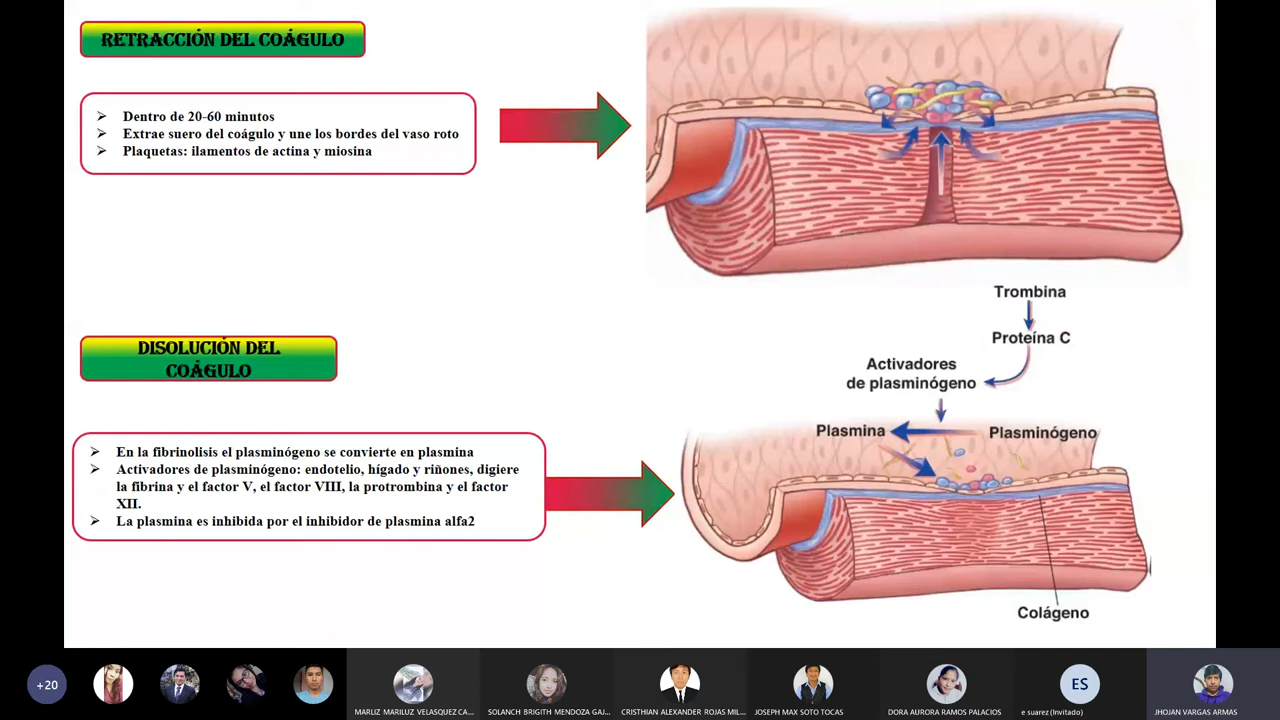 RETRACCIÓN DEL COÁGULO
➢ Dentro de 20-60 minutos
➢ Extrae suero del coágulo y une los bordes del vaso roto
➢ Plaquetas: ilamentos de actina y miosina
DISOLUCIÓN DEL
COÁGULO
➢ En la fibrinolisis el plasminógeno se convierte en plasmina
➢ Activadores de plasminógeno: endotelio, hígado y riñones, digiere
la fibrina y el factor V, el factor VIII, la protrombina y el factor
XII.
➢ La plasmina es inhibida por el inhibidor de plasmina alfa2
Trombina
Proteína C
Activadores
de plasminógeno
Plasmina
Plasminógeno
Colágeno
+20
MARLIZ MARILUZ VELASQUEZ CA...
SOLANCH BRIGITH MENDOZA GAJ...
CRISTHIAN ALEXANDER ROJAS MIL...
JOSEPH MAX SOTO TOCAS
DORA AURORA RAMOS PALACIOS
ES
e suarez (Invitado)
JHOJAN VARGAS ARMAS